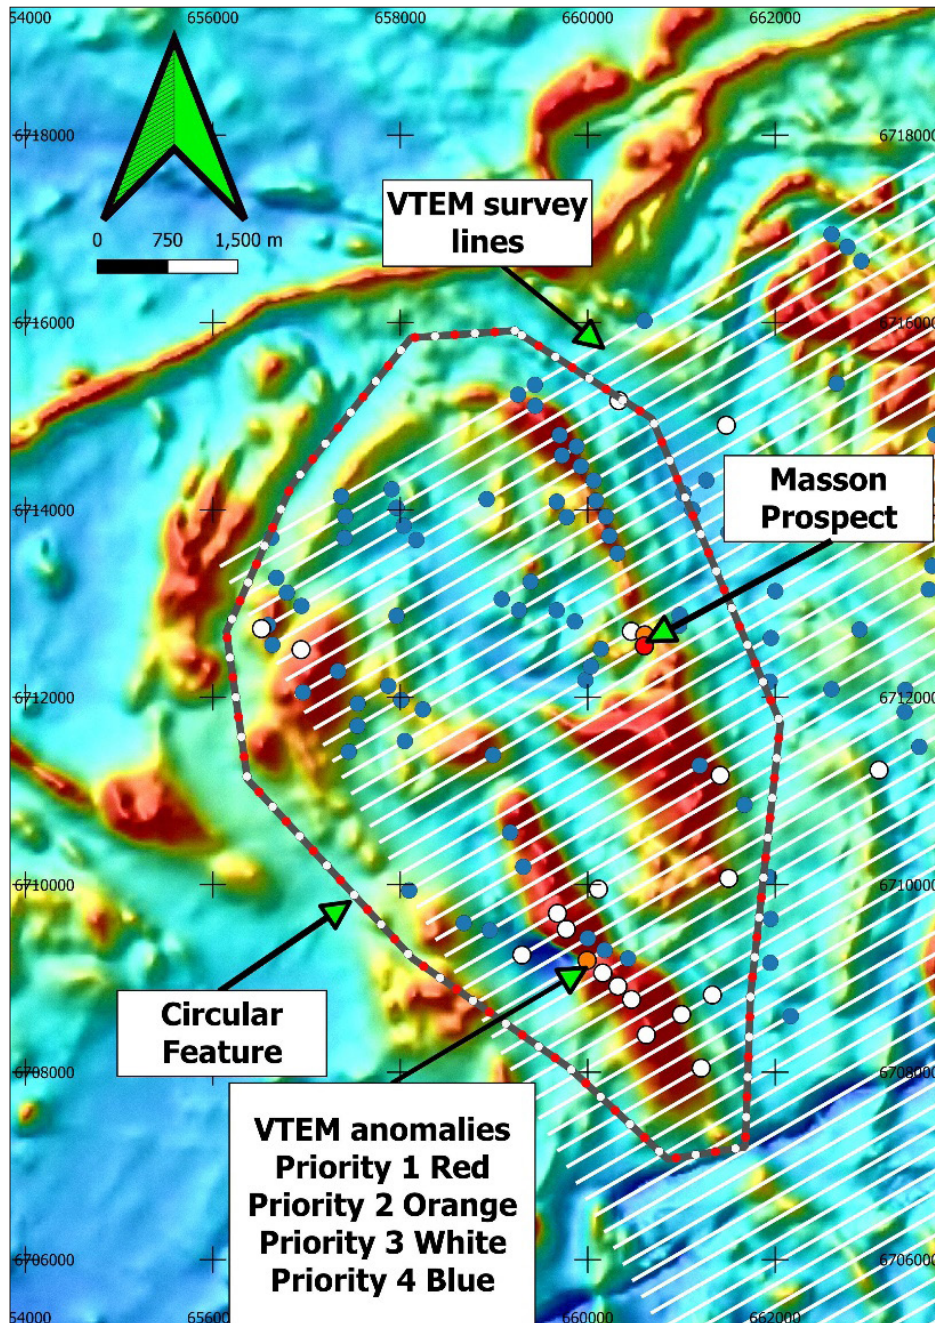 54000 656000 658000 660000 662000
6718000 6718000
VTEM survey
lines
0 750 1,500 m
6716000 6716000
Masson
Prospect
6714000 6714000
6712000 6712000
6710000 6710000
Circular
Feature
6708000 6708000
VTEM anomalies
Priority 1 Red
Priority 2 Orange
Priority 3 White
Priority 4 Blue
6706000 6706000
54000 656000 660000 662000